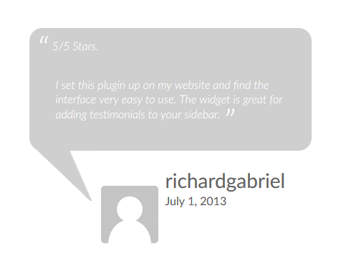 “ 5/5 Stars.
I set this plugin up on my website and find the
interface very easy to use. The widget is great for
adding testimonials to your sidebar. ”
richardgabriel
July 1, 2013